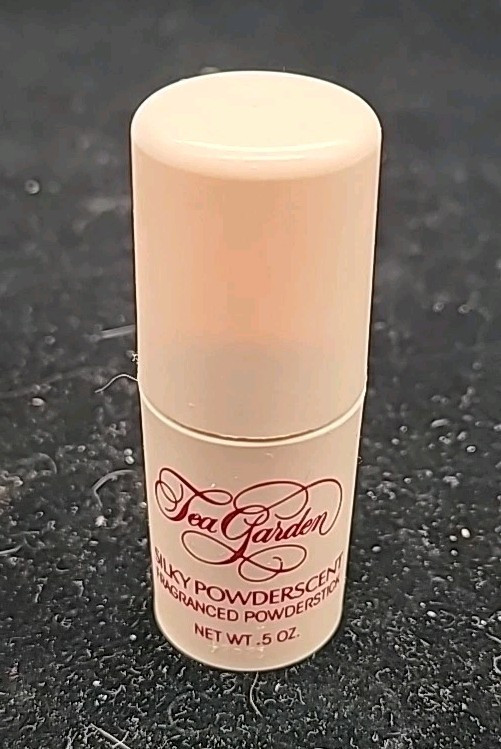 Tea Garden
SILKY POWDERSCENT
FRAGRANCED POWDERSTICK
NET WT .5 OZ.